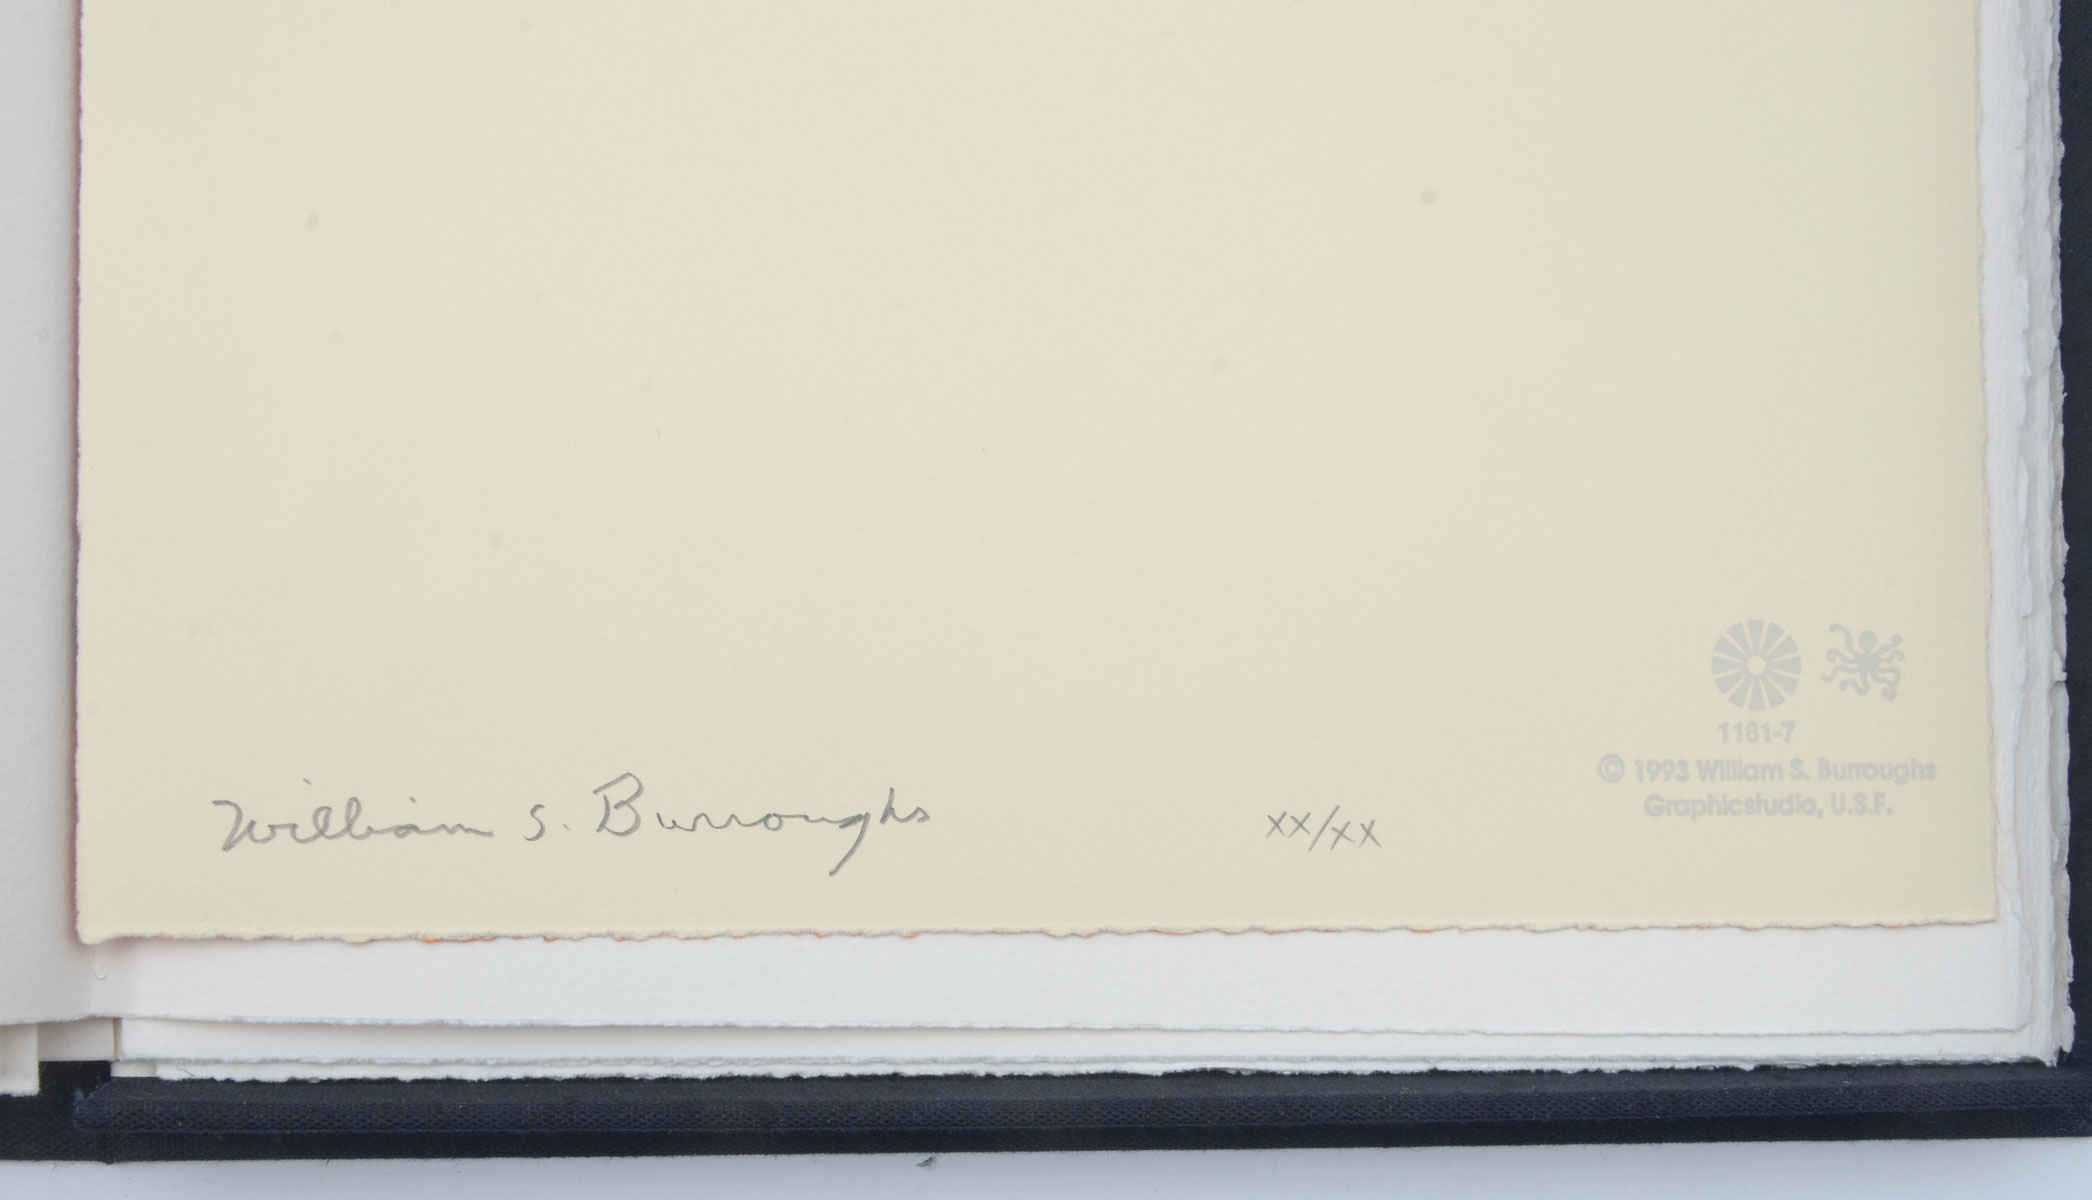 1161-7
© 1993 William S. Burroughs
Graphicstudio, U.S.F.
William S. Burroughs xx/xx